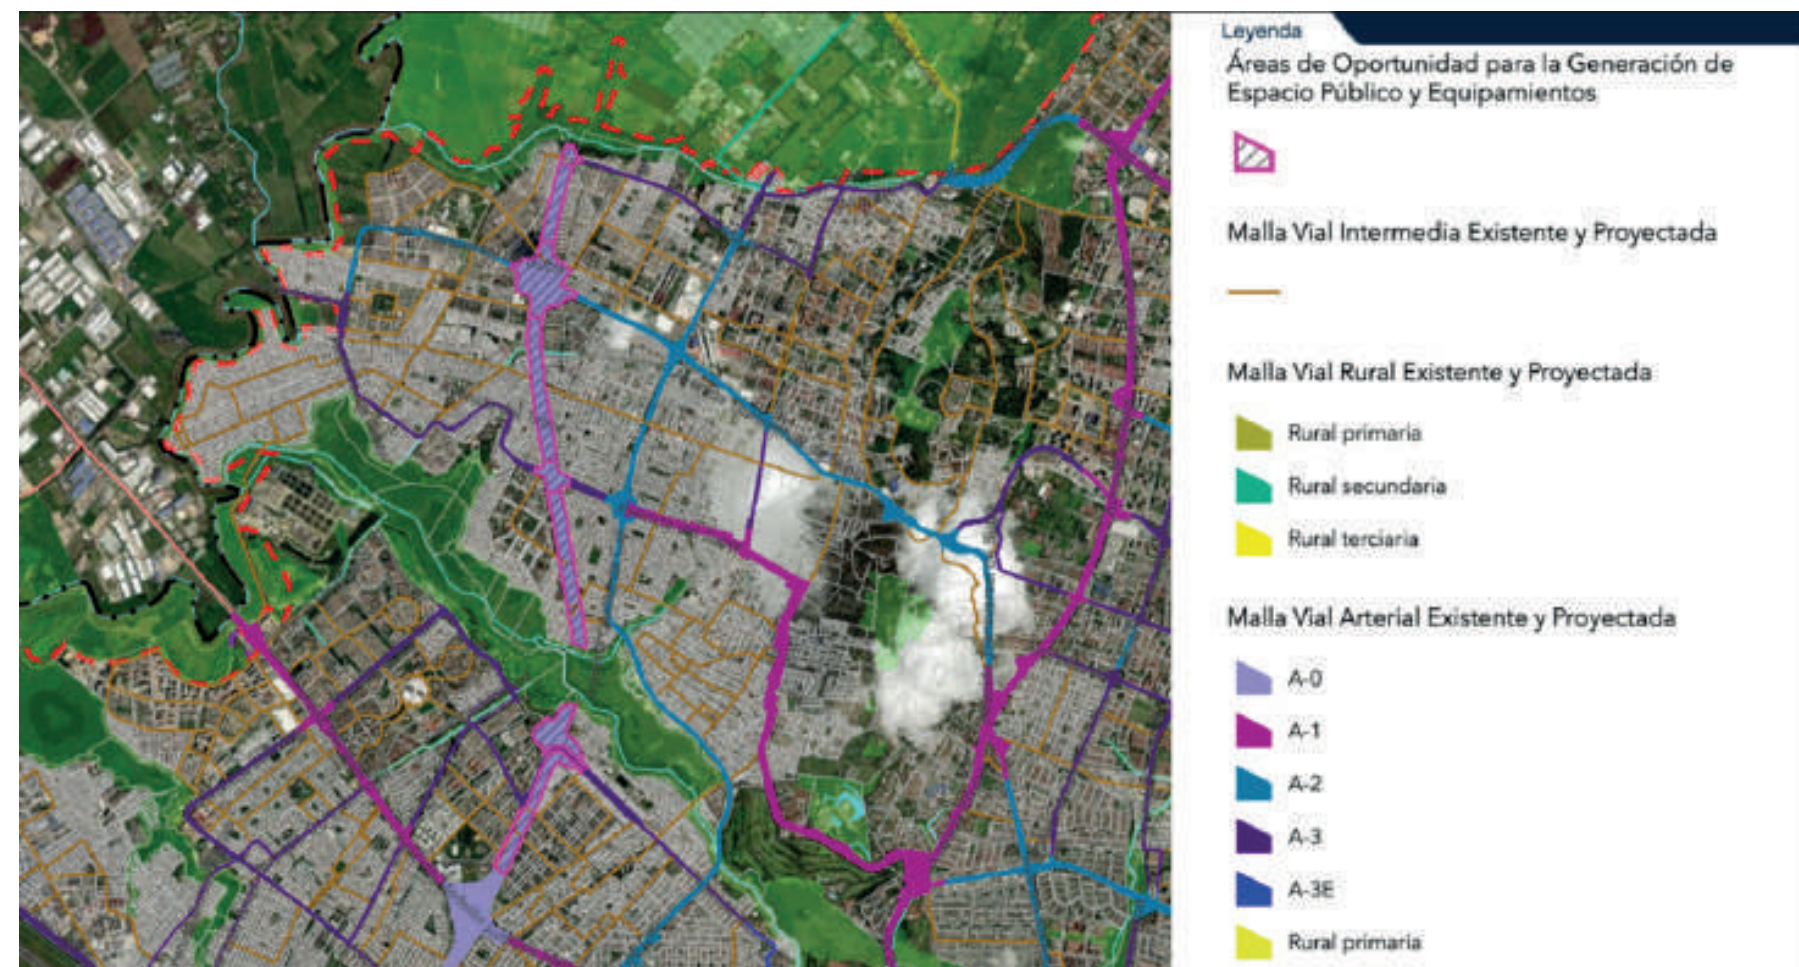 Leyenda
Áreas de Oportunidad para la Generación de
Espacio Público y Equipamientos
Malla Vial Intermedia Existente y Proyectada
Malla Vial Rural Existente y Proyectada
Rural primaria
Rural secundaria
Rural terciaria
Malla Vial Arterial Existente y Proyectada
A-0
A-1
A-2
A-3
A-3E
Rural primaria